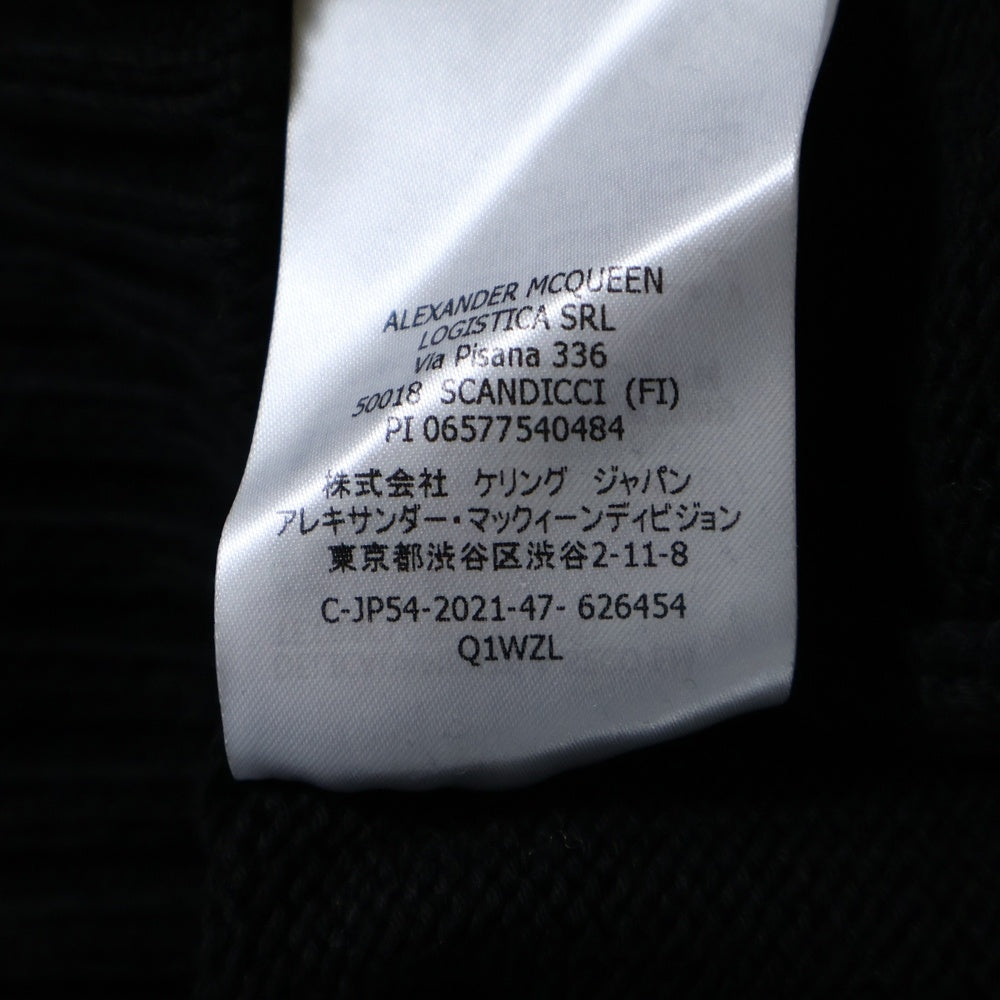 ALEXANDER MCQUEEN
LOGISTICA SRL
Via Pisana 336
50018 SCANDICCI (FI)
PI 06577540484
株式会社 ケリング ジャパン
アレキサンダー・マックィーンディビジョン
東京都渋谷区渋谷2-11-8
C-JP54-2021-47- 626454
Q1WZL